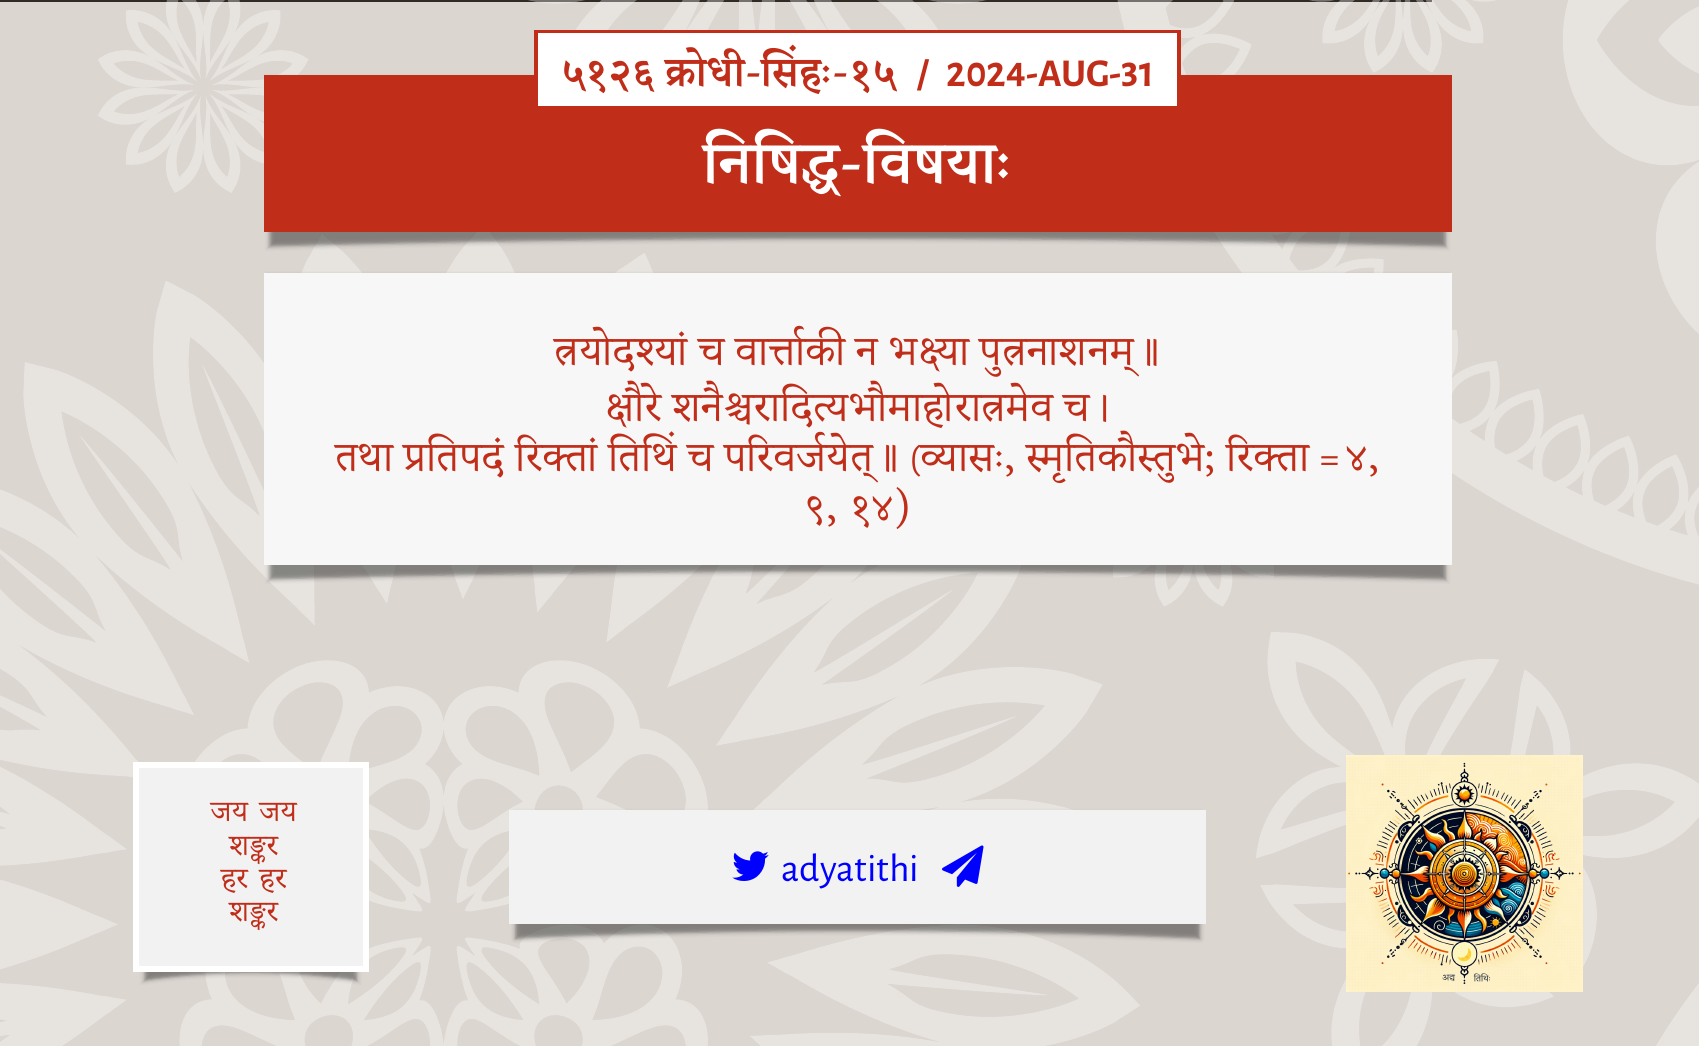 ५१२६ क्रोधी-सिंहः-१५ / 2024-AUG-31
निषिद्ध-विषयाः
त्रयोदश्यां च वार्त्ताकी न भक्ष्या पुत्रनाशनम् ॥
क्षौरे शनैश्चरादित्यभौमाहोरात्रमेव च ।
तथा प्रतिपदं रिक्तां तिथिं च परिवर्जयेत् ॥ (व्यासः, स्मृतिकौस्तुभे; रिक्ता = ४,
९, १४)
जय जय
शङ्कर
हर हर
शङ्कर
adyatithi
अद्य तिथिः